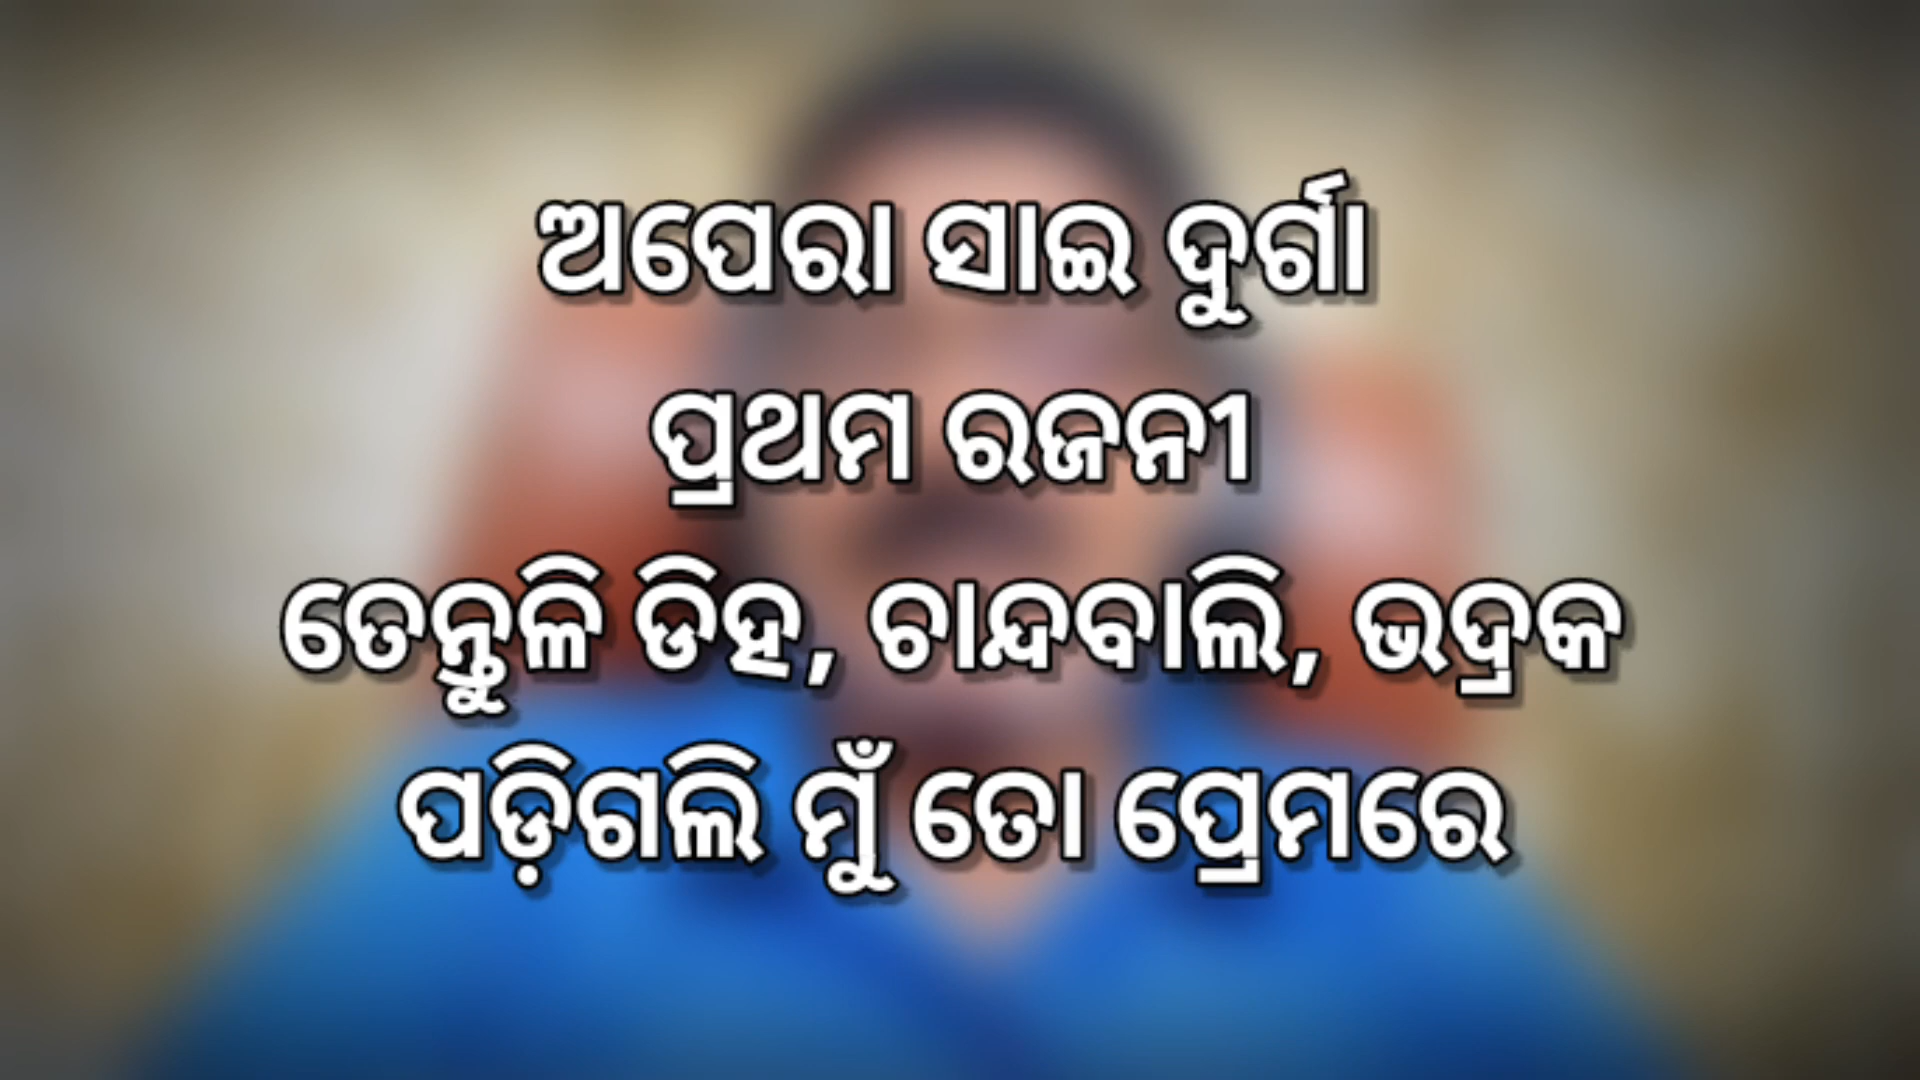 ଅପେରା ସାଇ ଦୁର୍ଗା
ପ୍ରଥମ ରଜନୀ
ତେନ୍ତୁଳି ଡିହ, ଚାନ୍ଦବାଲି, ଭଦ୍ରକ
ପଡ଼ିଗଲି ମୁଁ ତୋ ପ୍ରେମରେ